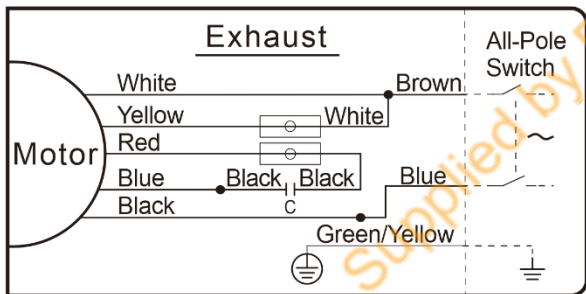 Exhaust
All-Pole
Switch
White
Brown
Yellow
White
Red
Motor
Blue
Black
Black
Blue
C
Black
Green/Yellow
Supplied by